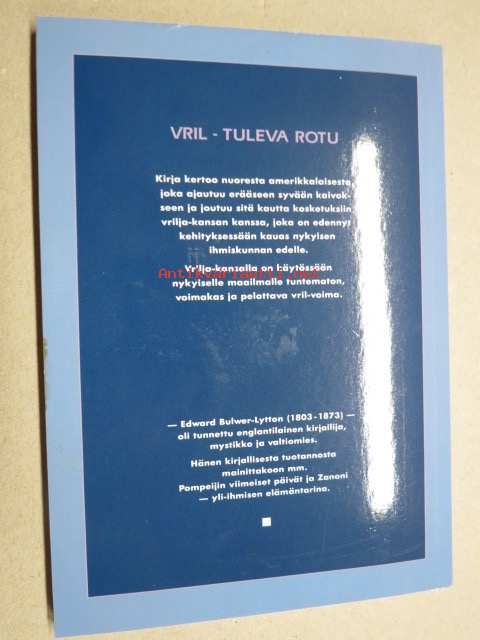 VRIL - TULEVA ROTU
Kirja kertoo nuoresta amerikkalaisesta,
joka ajautuu erääseen syvään kaivok-
seen ja joutuu sitä kautta kosketuksiin
vrilja-kansan kanssa, joka on edennyt
kehityksessään kauas nykyisen
ihmiskunnan edelle.
Vrilja-kansalla on käytössään
Antikvariaatti.net
nykyiselle maailmalle tuntematon,
voimakas ja pelottava vril-voima.
— Edward Bulwer-Lytton (1803-1873) —
oli tunnettu englantilainen kirjailija,
mystikko ja valtiomies.
Hänen kirjallisesta tuotannosta
mainittakoon mm.
Pompeijin viimeiset päivät ja Zanoni
— yli-ihmisen elämäntarina.